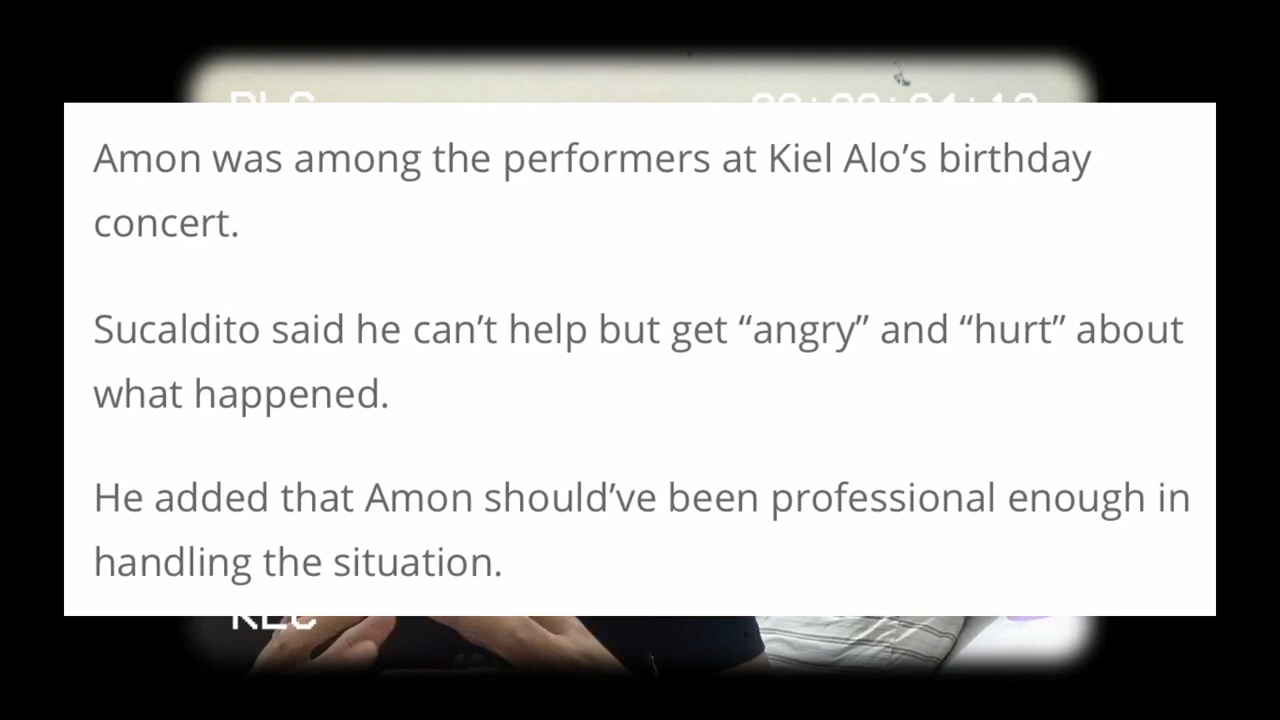 Amon was among the performers at Kiel Alo’s birthday
concert.
Sucaldito said he can’t help but get “angry” and “hurt” about
what happened.
He added that Amon should’ve been professional enough in
handling the situation.